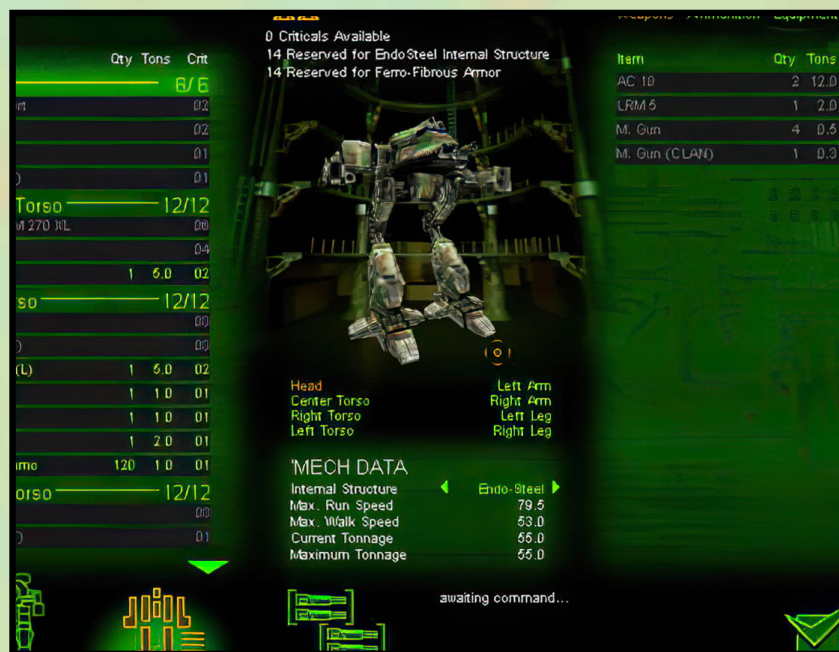 0 Criticals Available
14 Reserved for EndoSteel Internal Structure
14 Reserved for Ferro-Fibrous Armor
Qty Tons Crit
6/6
02
02
01
01
Torso 12/12
270 XL
04
1 5.0 02
12/12
(L) 1 5.0 02
1 1.0 01
1 1.0 01
1 2.0 01
120 1.0 01
12/12
01
Weapons Ammunition Equipment
Item Qty Tons
AC 10 2 12.0
LRM 5 1 2.0
M. Gun 4 0.5
M. Gun (CLAN) 1 0.3
Head Left Arm
Center Torso Right Arm
Right Torso Left Leg
Left Torso Right Leg
'MECH DATA
Internal Structure Endo-Steel
Max. Run Speed 79.5
Max. Walk Speed 53.0
Current Tonnage 55.0
Maximum Tonnage 55.0
awaiting command...